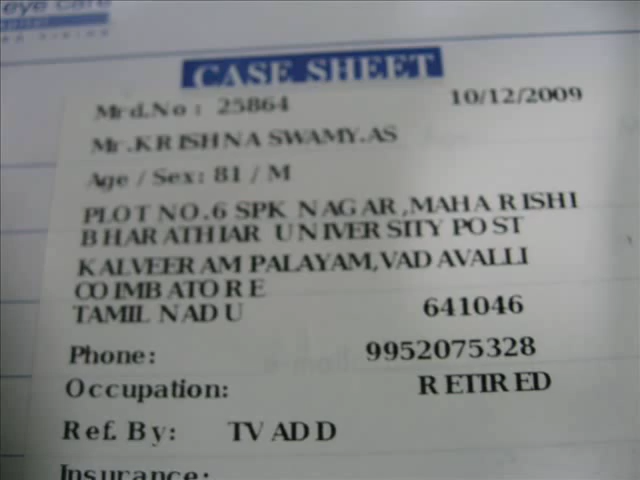 eye care
CASE SHEET
Mrd.No : 25864 10/12/2009
Mr.KRISHNA SWAMY.AS
Age / Sex: 81 / M
PLOT NO.6 SPK NAGAR,MAHARISHI
BHARATHIAR UNIVERSITY POST
KALVEERAM PALAYAM,VADAVALLI
COIMBATORE
TAMIL NADU 641046
Phone: 9952075328
Occupation: RETIRED
Ref. By: TV ADD
Insurance: